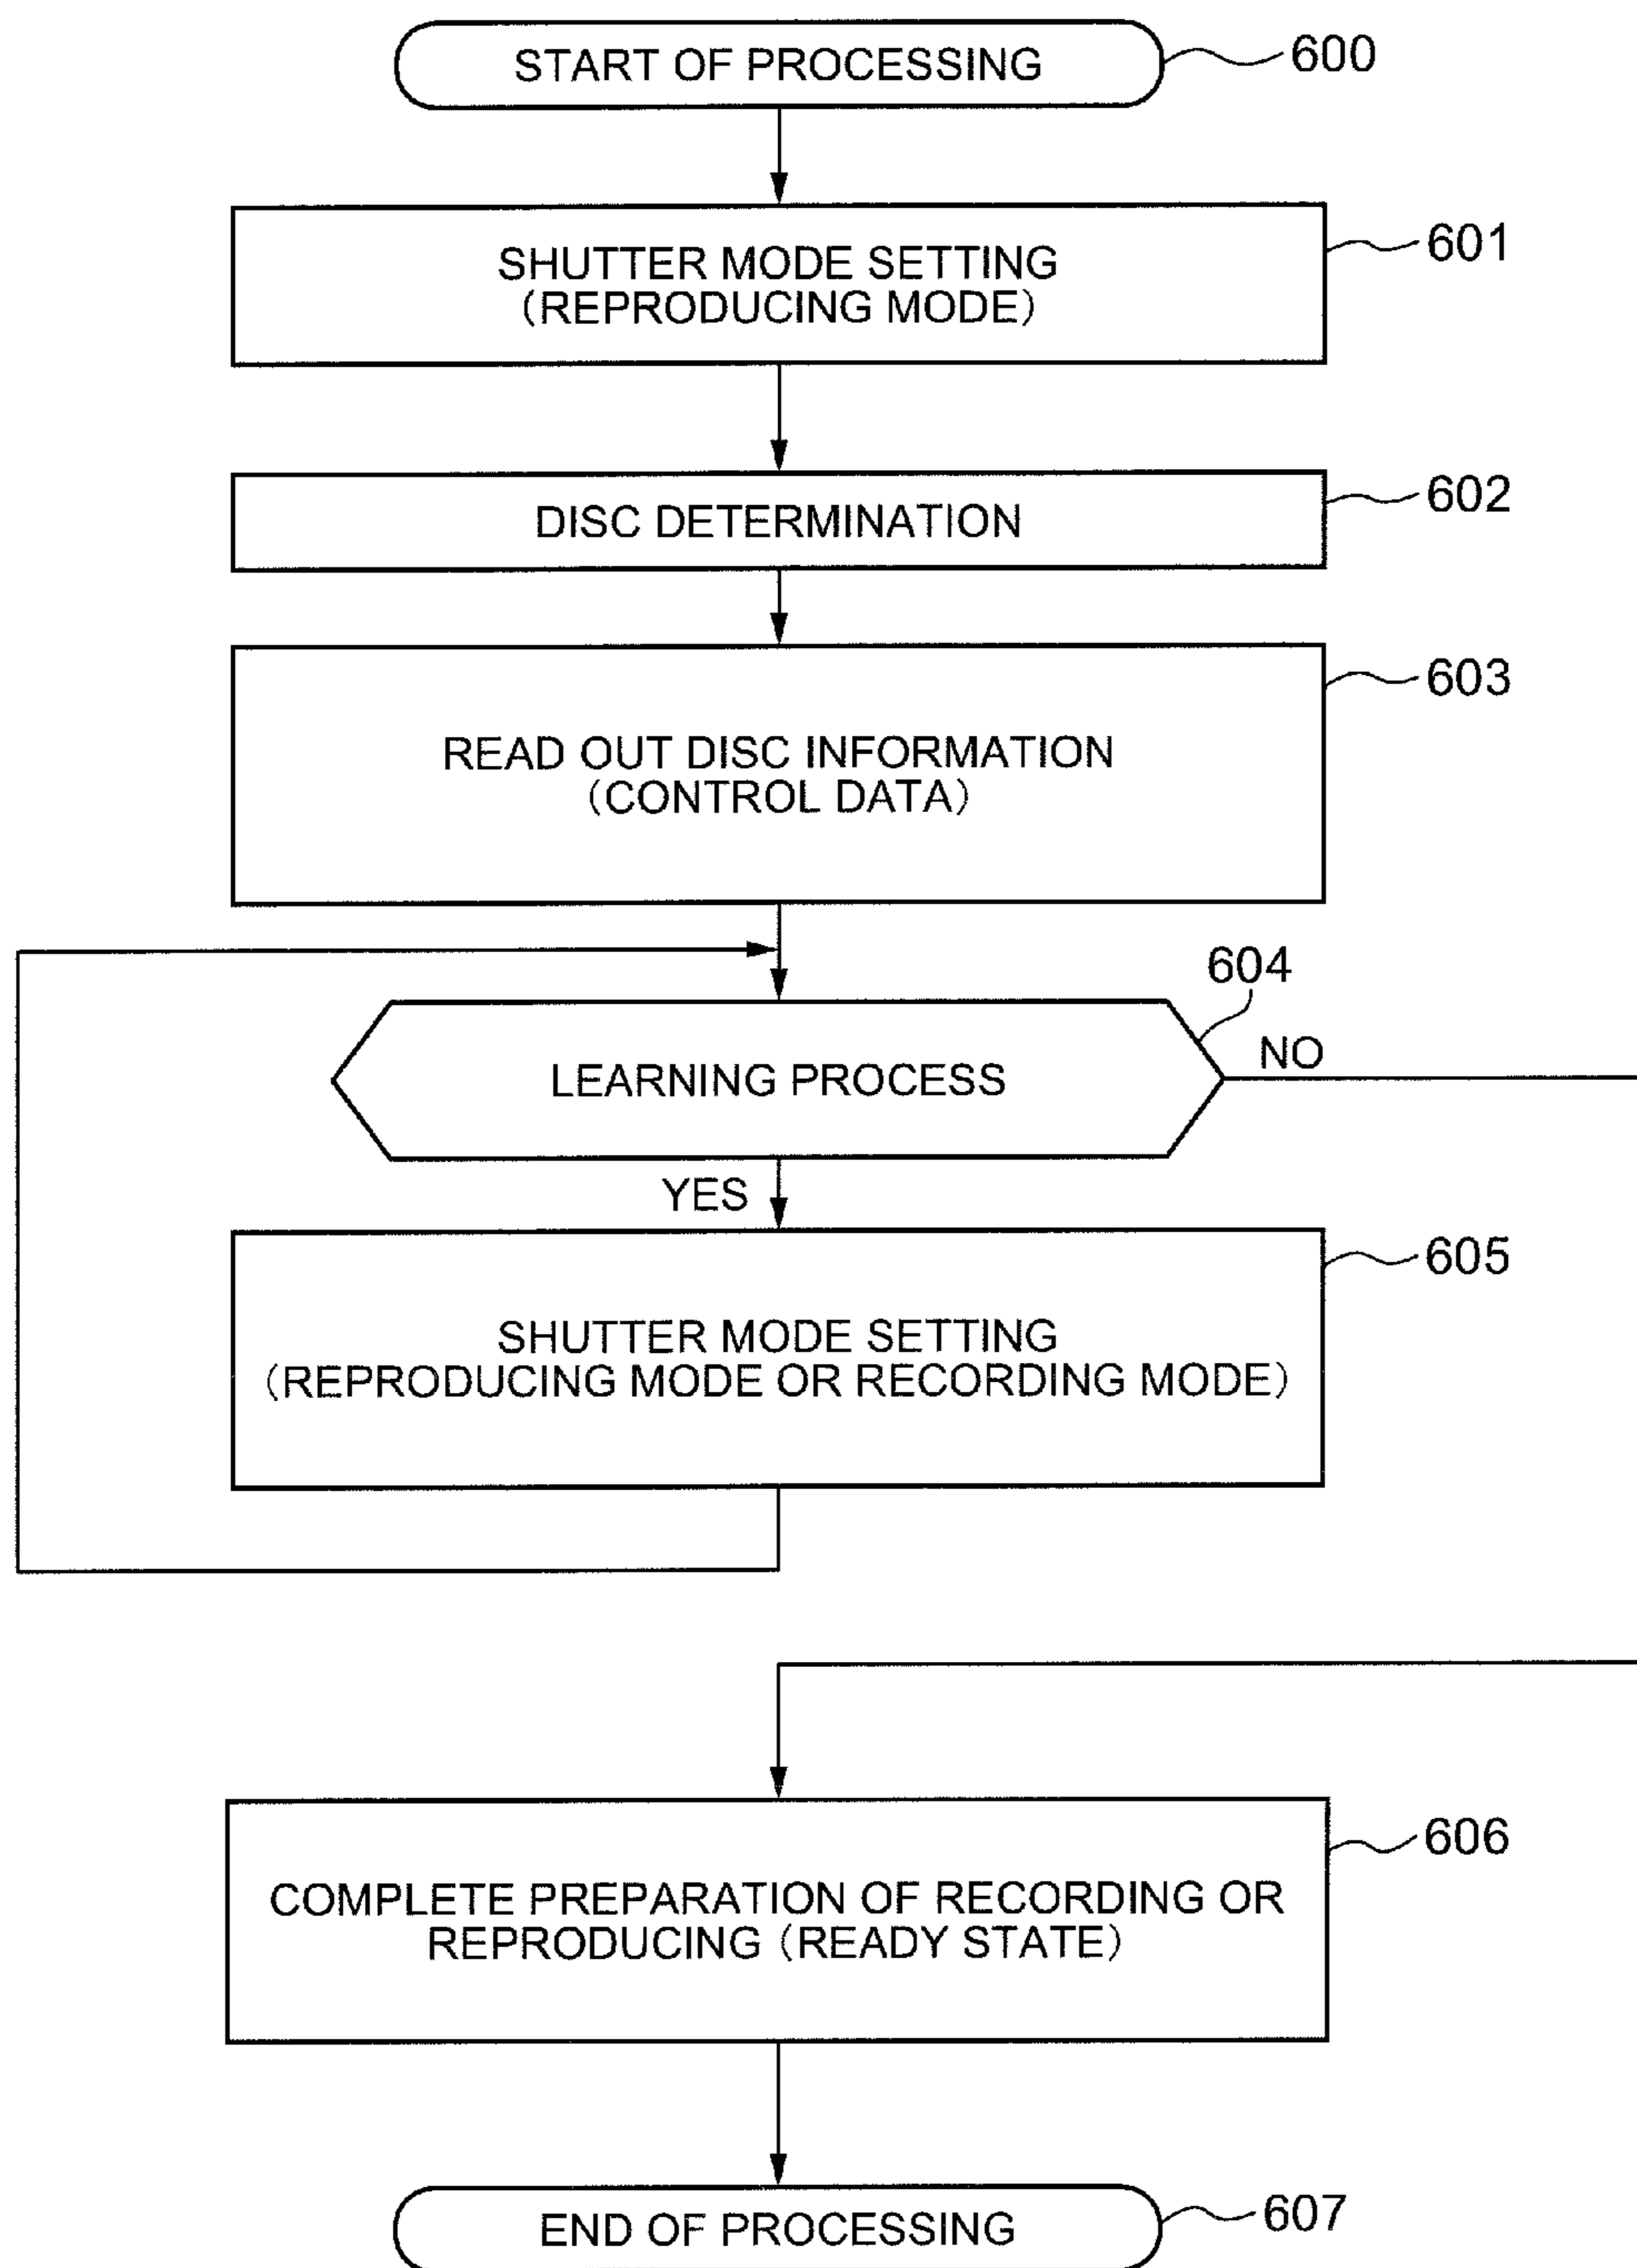 START OF PROCESSING
600
SHUTTER MODE SETTING
(REPRODUCING MODE)
601
DISC DETERMINATION
602
READ OUT DISC INFORMATION
(CONTROL DATA)
603
604
LEARNING PROCESS
NO
YES
SHUTTER MODE SETTING
(REPRODUCING MODE OR RECORDING MODE)
605
COMPLETE PREPARATION OF RECORDING OR
REPRODUCING (READY STATE)
606
END OF PROCESSING
607